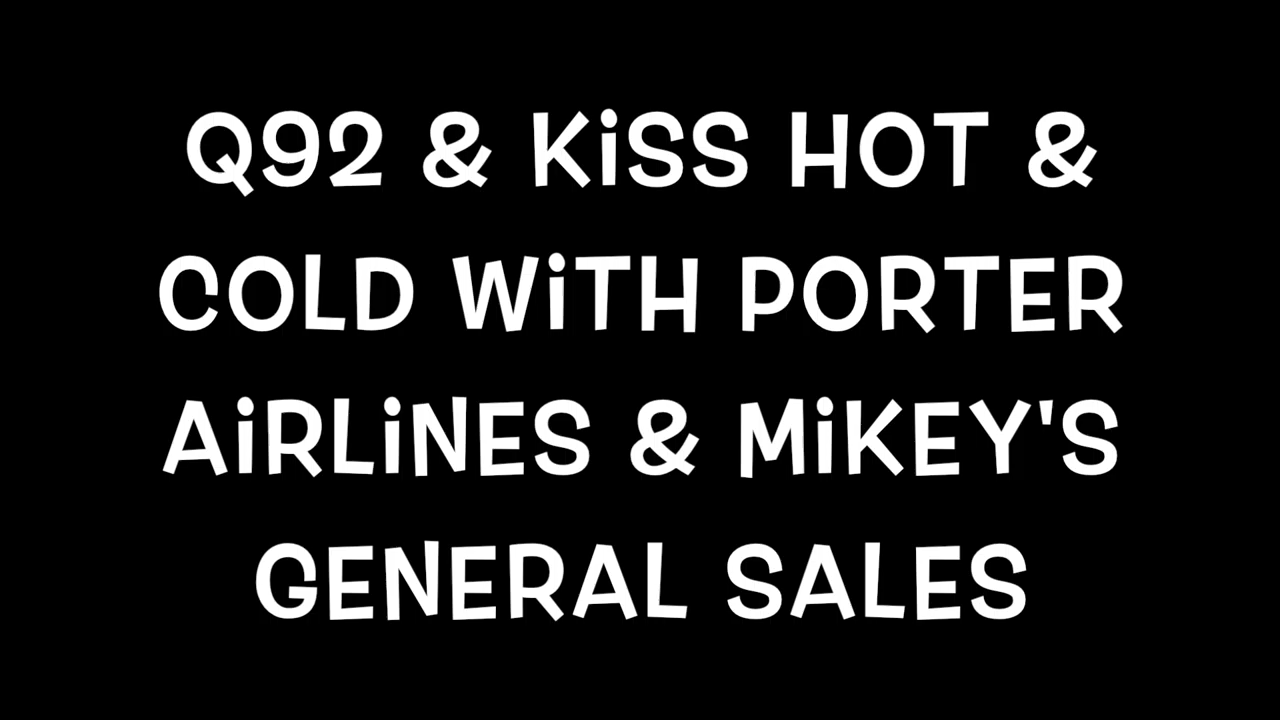 Q92 & KiSS HOT &
COLD WiTH PORTER
AiRLiNES & MiKEY'S
GENERAL SALES